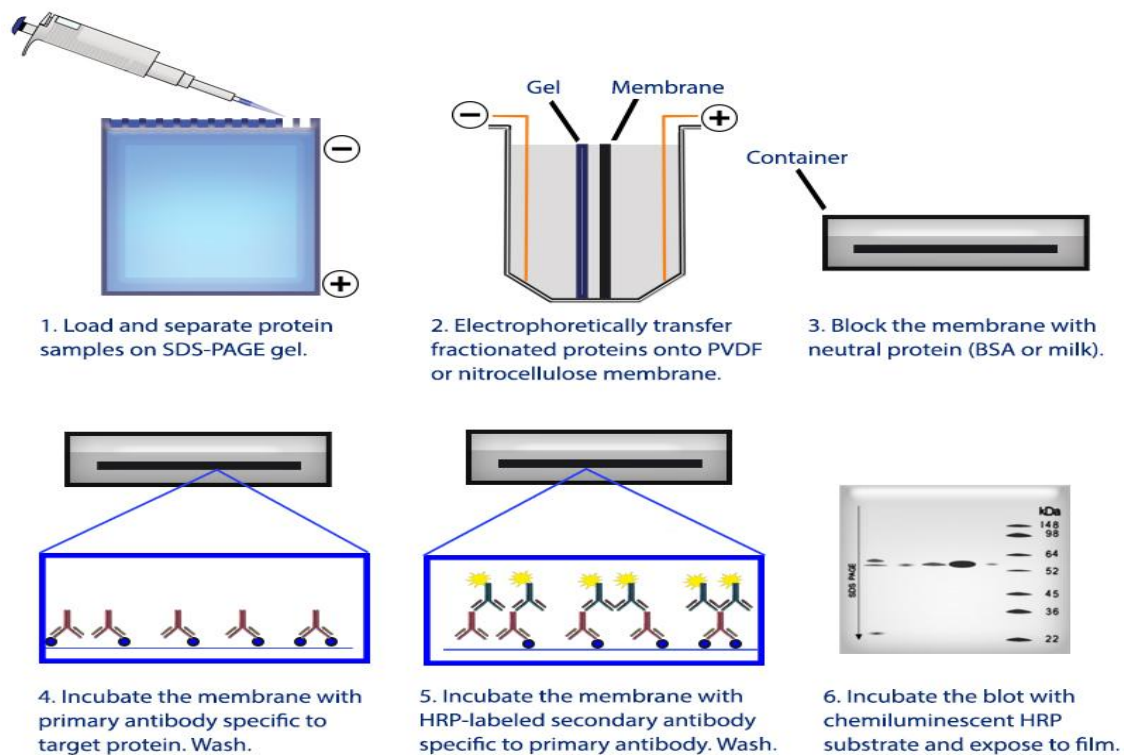 Gel
Membrane
Container
1. Load and separate protein
samples on SDS-PAGE gel.
2. Electrophoretically transfer
fractionated proteins onto PVDF
or nitrocellulose membrane.
3. Block the membrane with
neutral protein (BSA or milk).
4. Incubate the membrane with
primary antibody specific to
target protein. Wash.
5. Incubate the membrane with
HRP-labeled secondary antibody
specific to primary antibody. Wash.
SDS PAGE
kDa
148
98
64
52
45
36
22
6. Incubate the blot with
chemiluminescent HRP
substrate and expose to film.